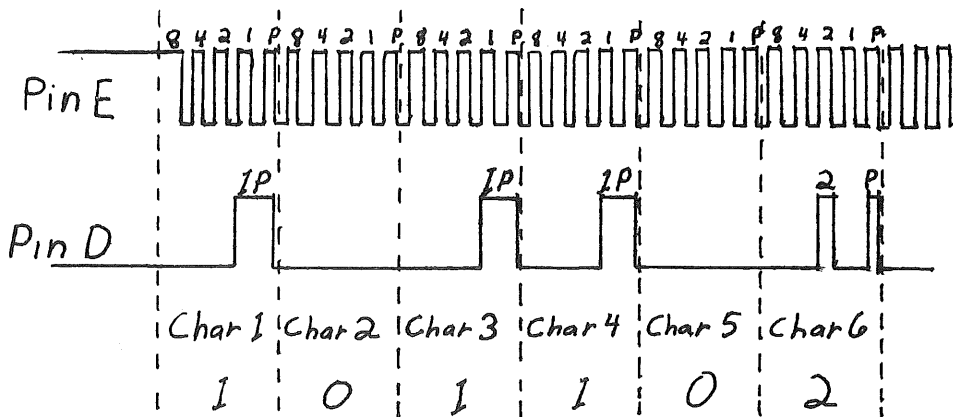 8 4 2 1 P 8 4 2 1 P 8 4 2 1 P 8 4 2 1 P 8 4 2 1 P 8 4 2 1 P
Pin E
1P 1P 1P 2 P
Pin D
Char 1 Char 2 Char 3 Char 4 Char 5 Char 6
1 0 1 1 0 2